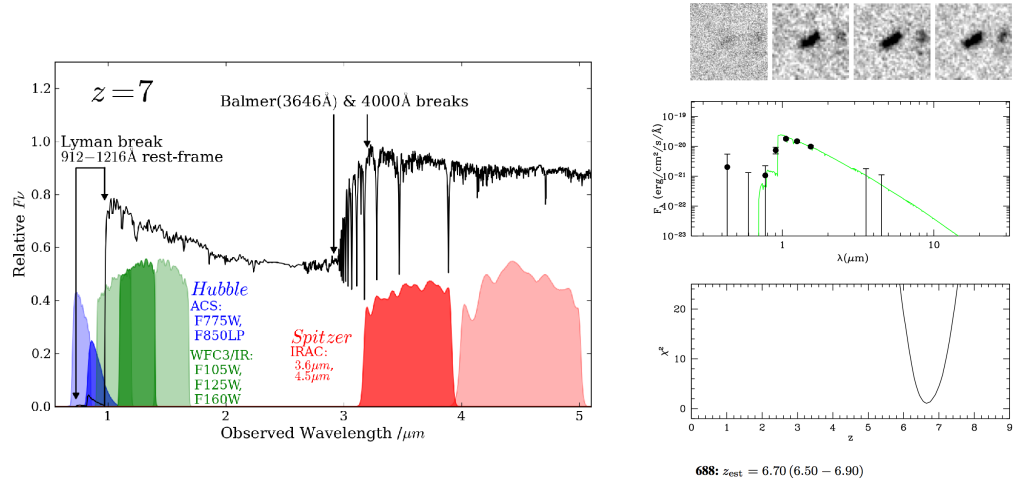 z=7
Balmer(3646Å) & 4000Å breaks
Lyman break
912−1216Å rest-frame
Relative Fν
1.2
1.0
0.8
0.6
0.4
0.2
0.0
Hubble
ACS:
F775W,
F850LP
WFC3/IR:
F105W,
F125W,
F160W
Spitzer
IRAC:
3.6μm,
4.5μm
1 2 3 4 5
Observed Wavelength /μm
F_λ (erg/cm²/s/Å)
10⁻¹⁹
10⁻²⁰
10⁻²¹
10⁻²²
10⁻²³
1 10
λ(μm)
χ²
20
10
0
0 1 2 3 4 5 6 7 8 9
z
688: z_est = 6.70 (6.50 − 6.90)